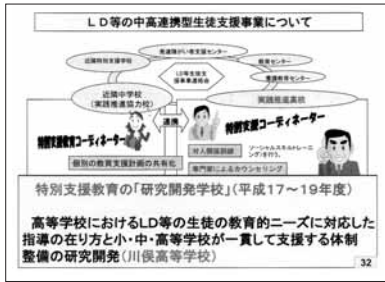 ＬＤ等の中高連携型生徒支援事業について
発達障がい者支援センター
近隣特別支援学校
教育センター
養護教育センター
LD等生徒支
援事業連絡会
近隣中学校
(実践推進協力校)
実践推進高校
連携
特別支援教育コーディネーター
特別支援コーディネーター
対人関係訓練
ソーシャルスキルトレーニ
ング)を行う。
個別の教育支援計画の共有化
専門家によるカウンセリング
特別支援教育の「研究開発学校」(平成17～19年度)
高等学校におけるLD等の生徒の教育的ニーズに対応した
指導の在り方と小・中・高等学校が一貫して支援する体制
整備の研究開発(川俣高等学校)
32